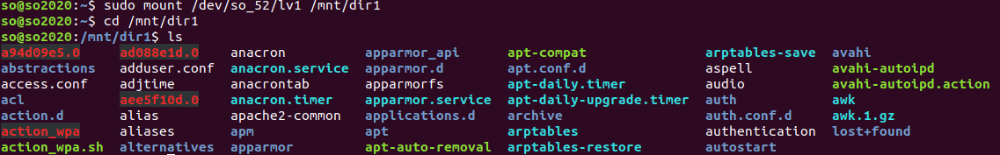 so@so2020:~$ sudo mount /dev/so_52/lv1 /mnt/dir1
so@so2020:~$ cd /mnt/dir1
so@so2020:/mnt/dir1$ ls
a94d09e5.0 ad088e1d.0 anacron apparmor_api apt-compat arptables-save avahi
abstractions adduser.conf anacron.service apparmor.d apt.conf.d aspell avahi-autoipd
access.conf adjtime anacrontab apparmorfs apt-daily.timer audio avahi-autoipd.action
acl aee5f10d.0 anacron.timer apparmor.service apt-daily-upgrade.timer auth awk
action.d alias apache2-common applications.d archive auth.conf.d awk.1.gz
action_wpa aliases apm apt arptables authentication lost+found
action_wpa.sh alternatives apparmor apt-auto-removal arptables-restore autostart